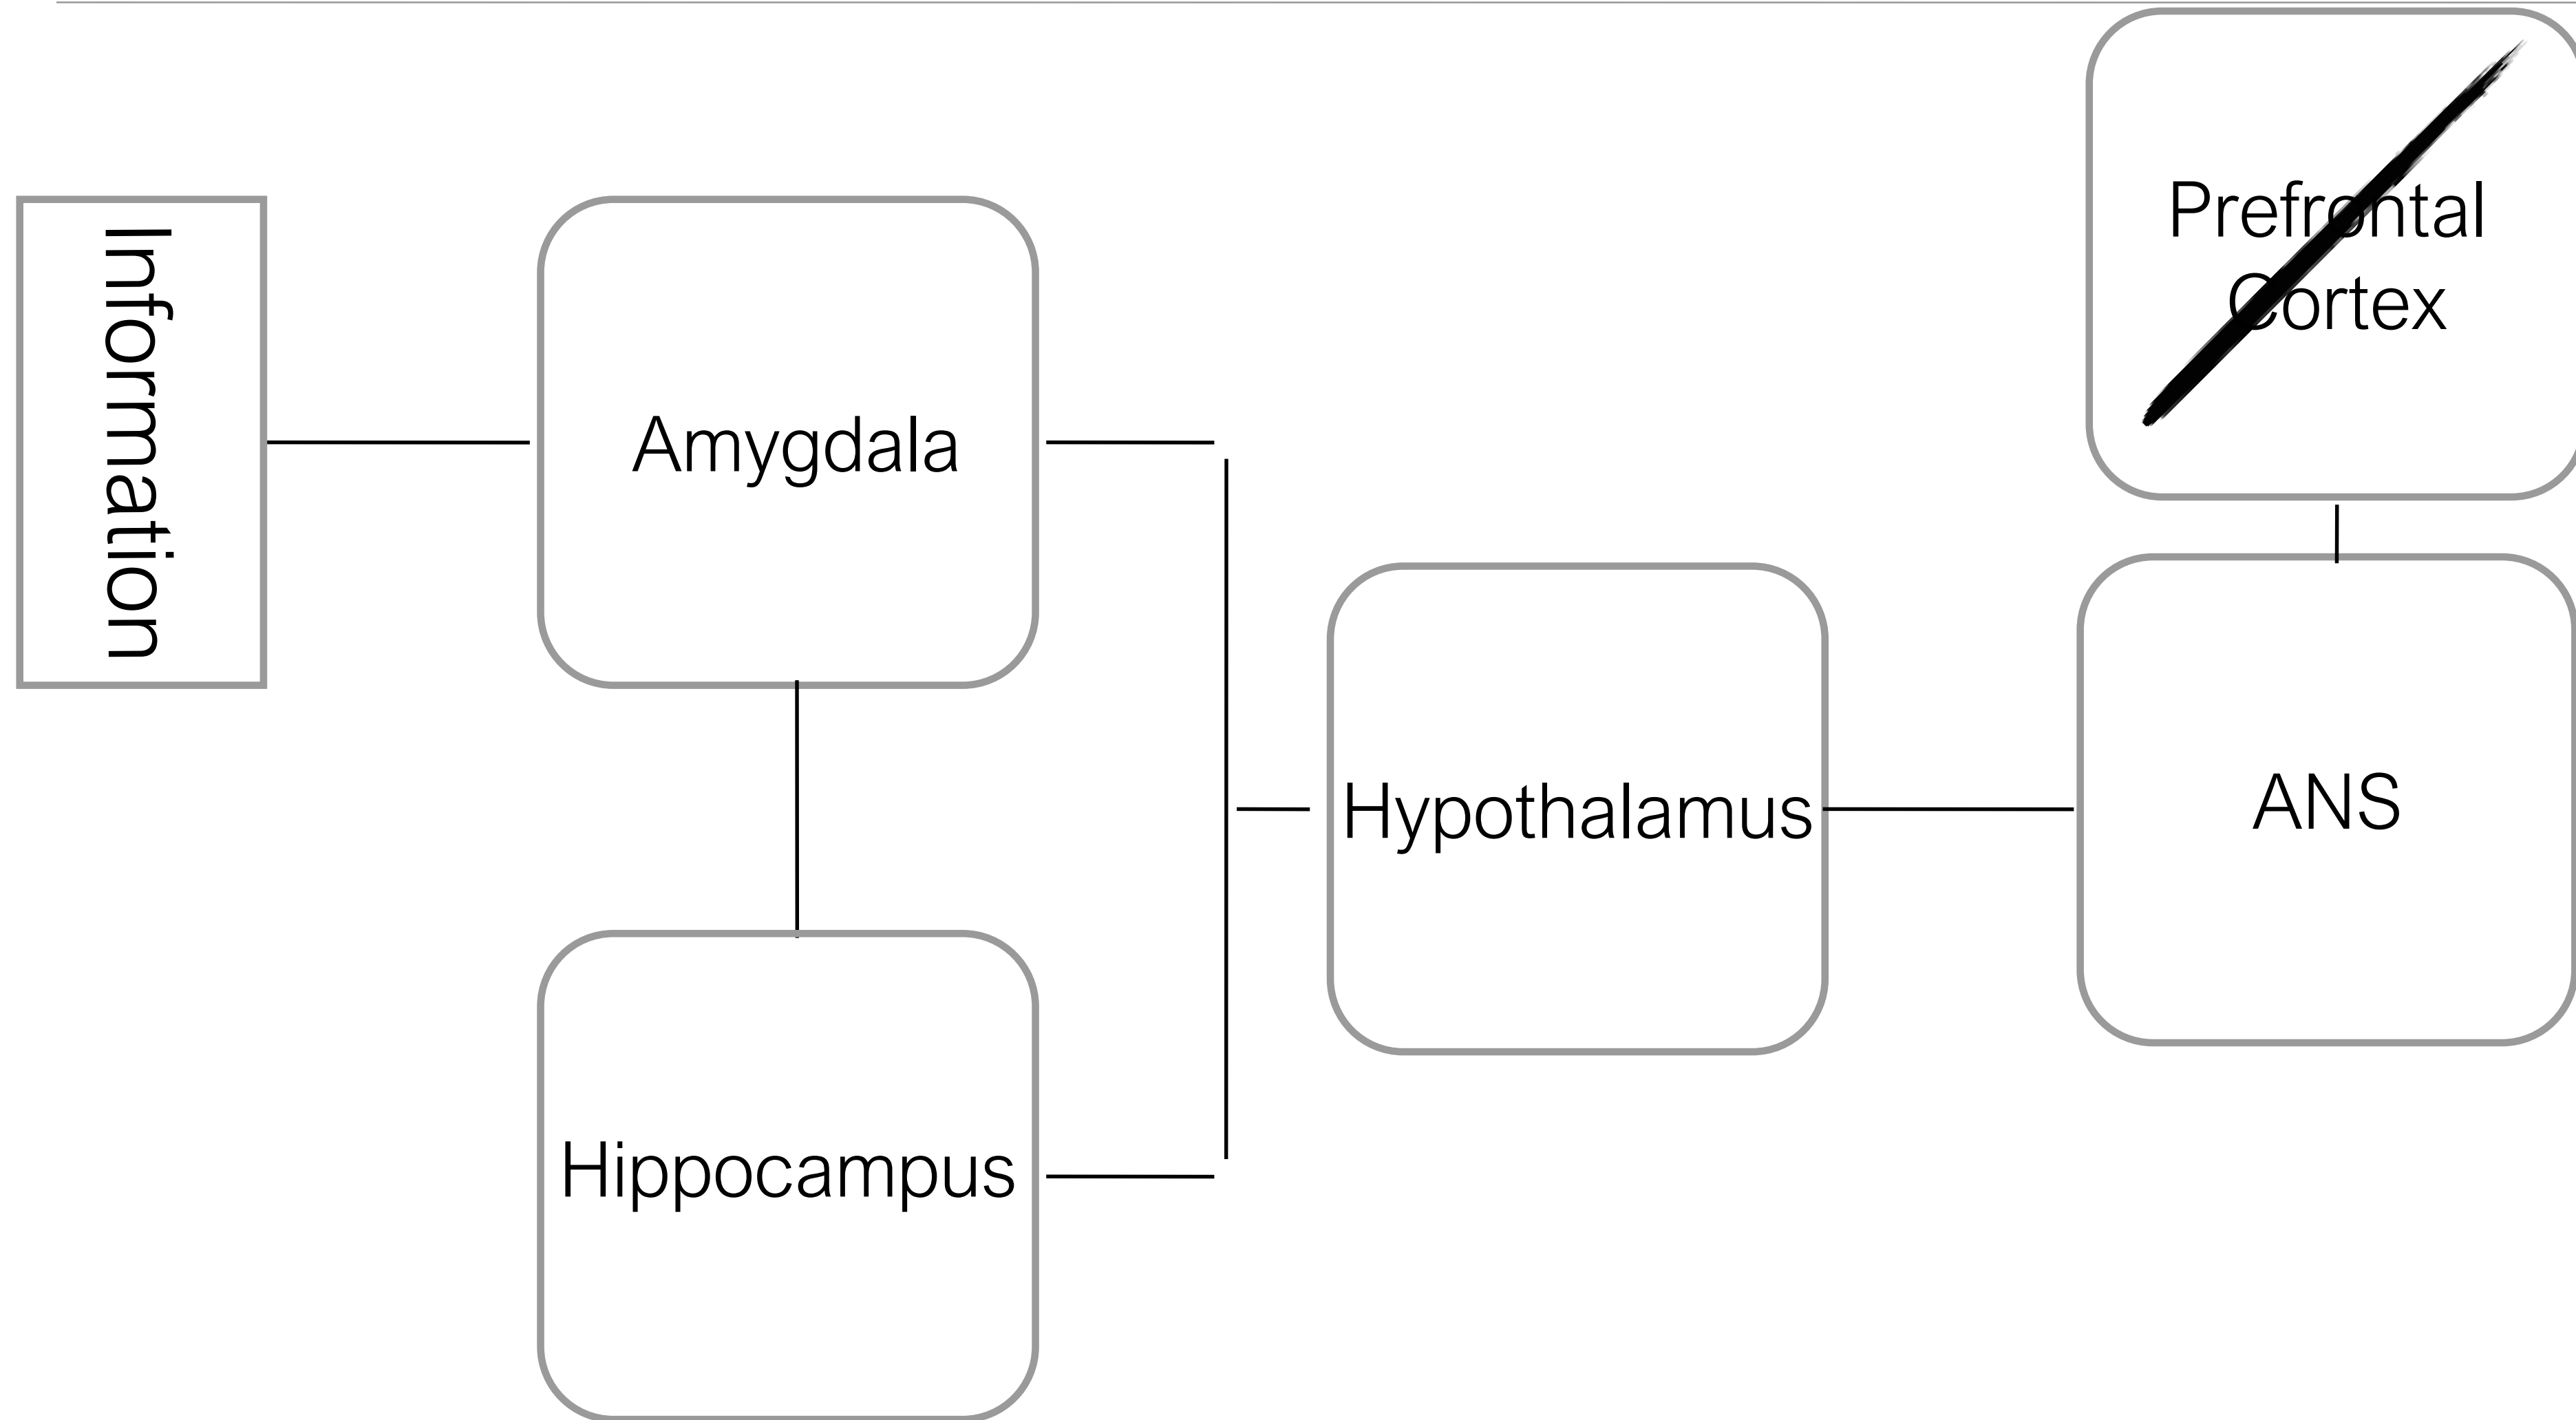 Information
Amygdala
Hippocampus
Hypothalamus
Prefrontal
Cortex
ANS